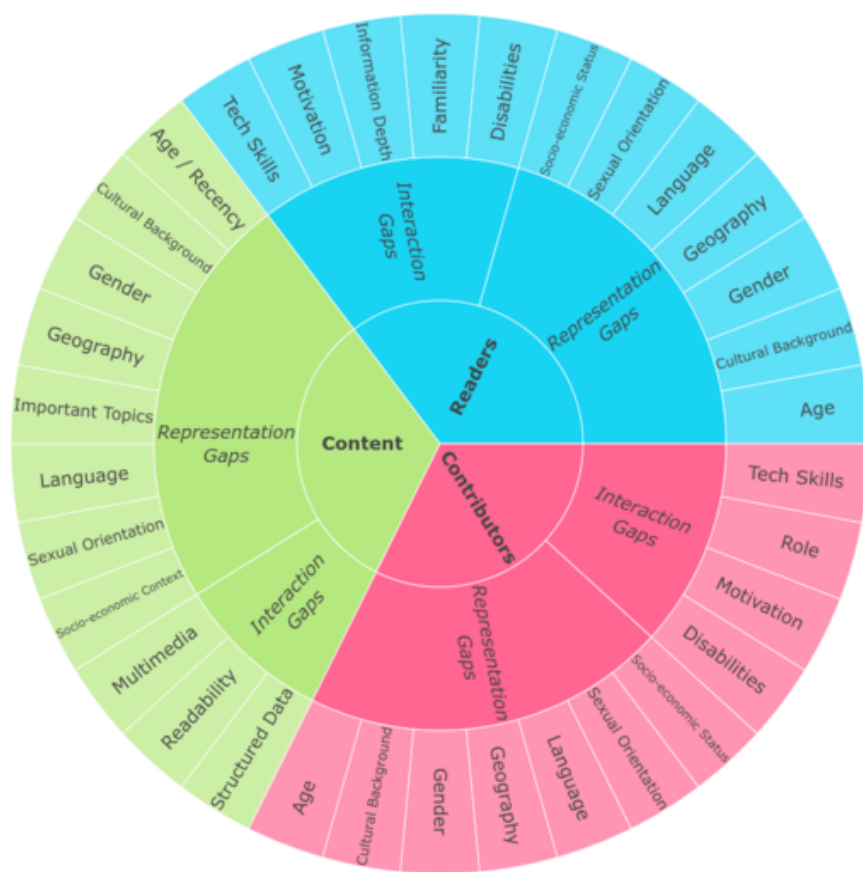 Readers
Interaction
Gaps
Tech Skills
Motivation
Information Depth
Familiarity
Disabilities
Representation
Gaps
Socio-economic Status
Sexual Orientation
Language
Geography
Gender
Cultural Background
Age
Contributors
Interaction
Gaps
Tech Skills
Role
Motivation
Disabilities
Representation
Gaps
Socio-economic Status
Sexual Orientation
Language
Geography
Gender
Cultural Background
Age
Content
Interaction
Gaps
Structured Data
Readability
Multimedia
Representation
Gaps
Socio-economic Context
Sexual Orientation
Language
Important Topics
Geography
Gender
Cultural Background
Age / Recency